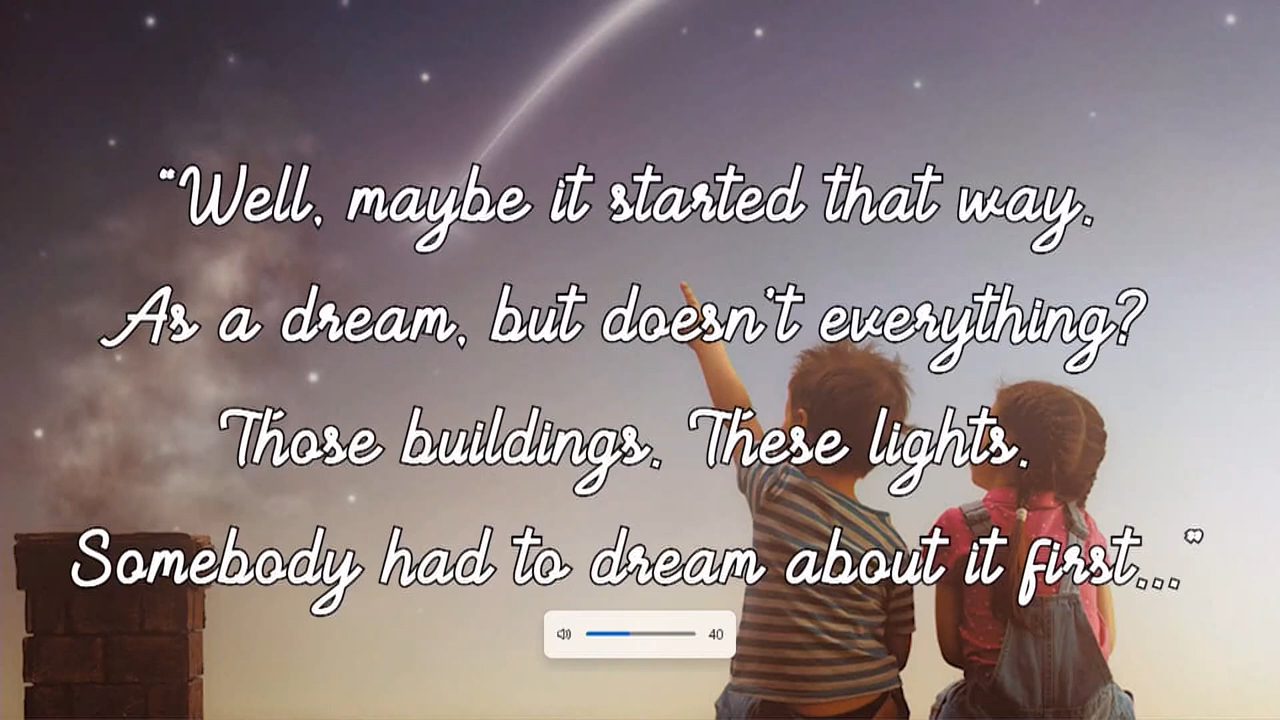 “Well, maybe it started that way.
As a dream, but doesn't everything?
Those buildings. These lights.
Somebody had to dream about it first...”
40